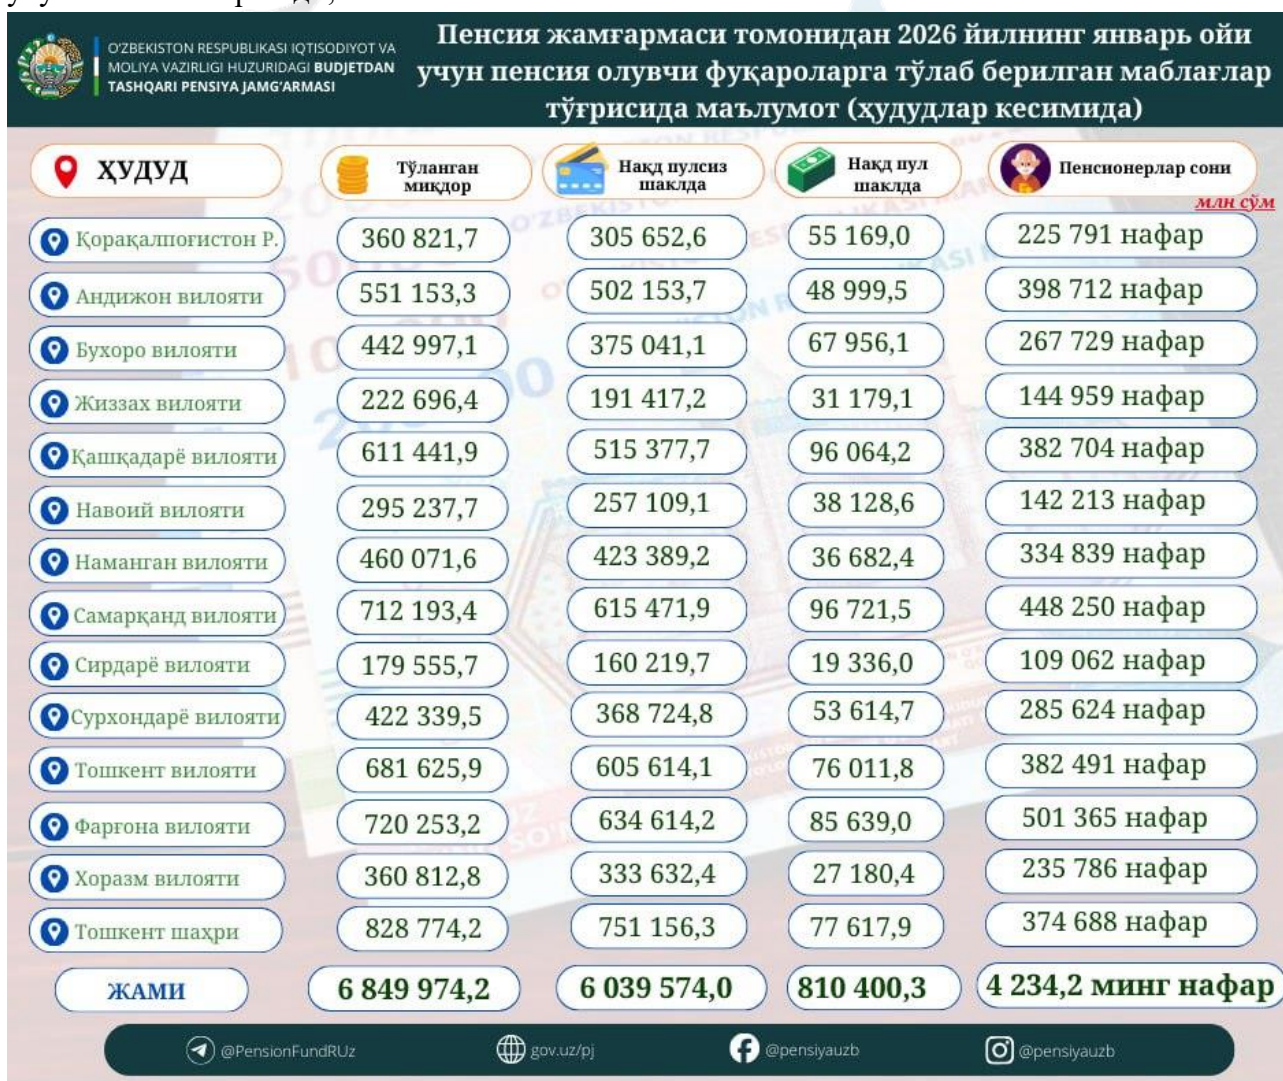 O'ZBEKISTON RESPUBLIKASI IQTISODIYOT VA
MOLIYA VAZIRLIGI HUZURIDAGI BUDJETDAN
TASHQARI PENSIYA JAMG'ARMASI
Пенсия жамғармаси томонидан 2026 йилнинг январь ойи
учун пенсия олувчи фуқароларга тўлаб берилган маблағлар
тўғрисида маълумот (ҳудудлар кесимида)
ҲУДУД Тўланган миқдор Нақд пулсиз шаклда Нақд пул шаклда Пенсионерлар сони
млн сўм
Қорақалпоғистон Р. 360 821,7 305 652,6 55 169,0 225 791 нафар
Андижон вилояти 551 153,3 502 153,7 48 999,5 398 712 нафар
Бухоро вилояти 442 997,1 375 041,1 67 956,1 267 729 нафар
Жиззах вилояти 222 696,4 191 417,2 31 179,1 144 959 нафар
Қашқадарё вилояти 611 441,9 515 377,7 96 064,2 382 704 нафар
Навоий вилояти 295 237,7 257 109,1 38 128,6 142 213 нафар
Наманган вилояти 460 071,6 423 389,2 36 682,4 334 839 нафар
Самарқанд вилояти 712 193,4 615 471,9 96 721,5 448 250 нафар
Сирдарё вилояти 179 555,7 160 219,7 19 336,0 109 062 нафар
Сурхондарё вилояти 422 339,5 368 724,8 53 614,7 285 624 нафар
Тошкент вилояти 681 625,9 605 614,1 76 011,8 382 491 нафар
Фарғона вилояти 720 253,2 634 614,2 85 639,0 501 365 нафар
Хоразм вилояти 360 812,8 333 632,4 27 180,4 235 786 нафар
Тошкент шаҳри 828 774,2 751 156,3 77 617,9 374 688 нафар
ЖАМИ 6 849 974,2 6 039 574,0 810 400,3 4 234,2 минг нафар
@PensionFundRUz gov.uz/pj @pensiyauzb @pensiyauzb